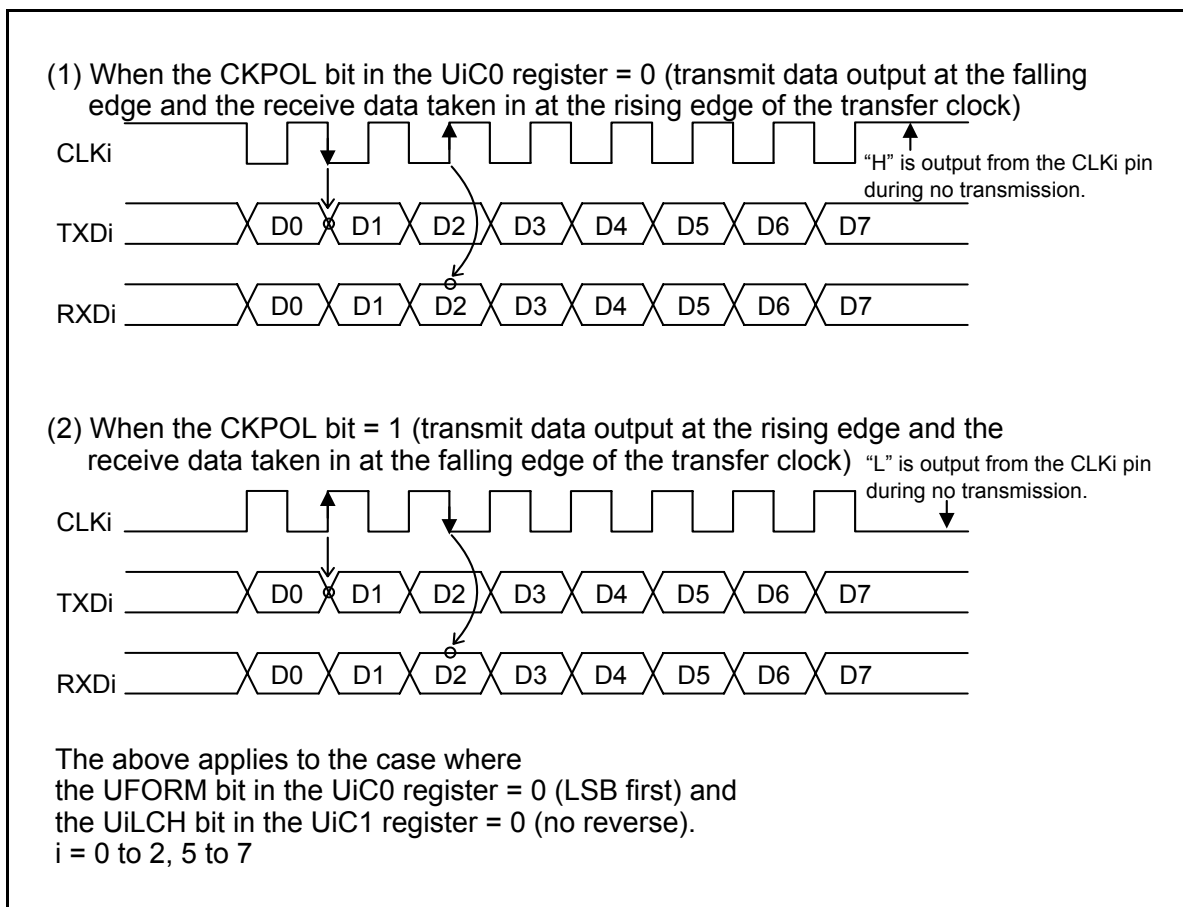 (1) When the CKPOL bit in the UiC0 register = 0 (transmit data output at the falling
edge and the receive data taken in at the rising edge of the transfer clock)
CLKi
"H" is output from the CLKi pin
during no transmission.
TXDi D0 D1 D2 D3 D4 D5 D6 D7
RXDi D0 D1 D2 D3 D4 D5 D6 D7
(2) When the CKPOL bit = 1 (transmit data output at the rising edge and the
receive data taken in at the falling edge of the transfer clock)
"L" is output from the CLKi pin
during no transmission.
CLKi
TXDi D0 D1 D2 D3 D4 D5 D6 D7
RXDi D0 D1 D2 D3 D4 D5 D6 D7
The above applies to the case where
the UFORM bit in the UiC0 register = 0 (LSB first) and
the UiLCH bit in the UiC1 register = 0 (no reverse).
i = 0 to 2, 5 to 7